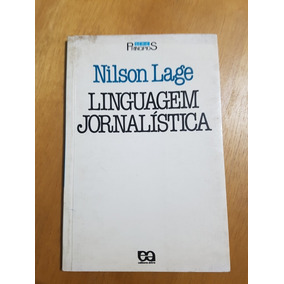 PRINCÍPIOS
Nilson Lage
LINGUAGEM
JORNALÍSTICA